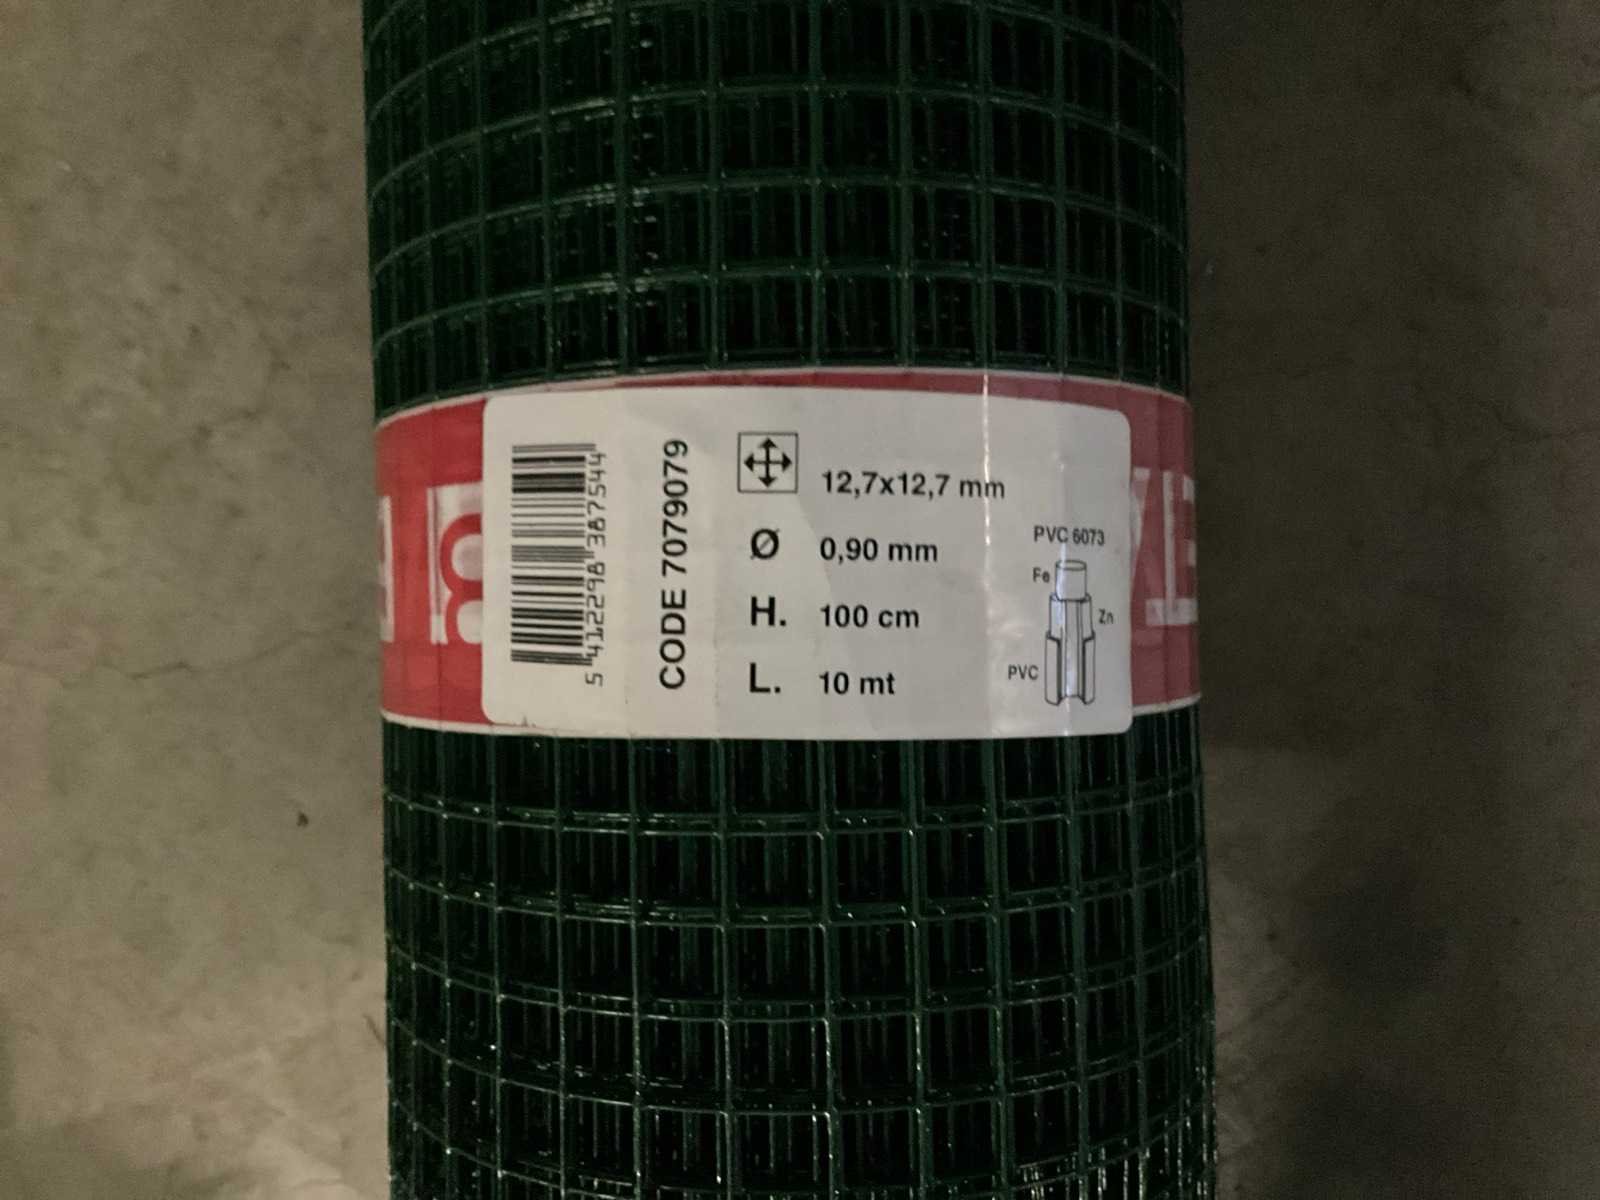 5 412298 387544
CODE 7079079
12,7x12,7 mm
Ø 0,90 mm
H. 100 cm
L. 10 mt
PVC 6073
Fe
Zn
PVC